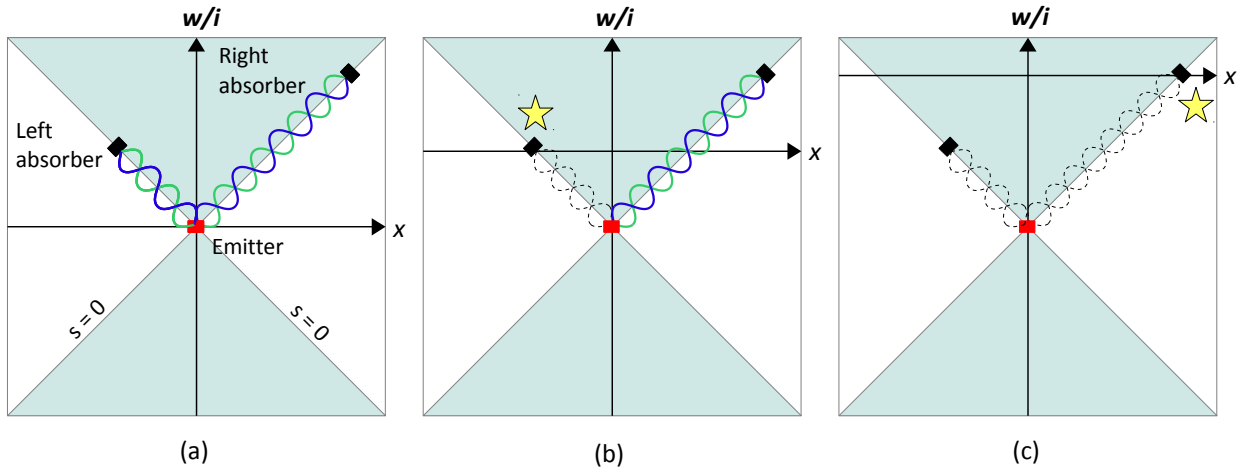 w/i
w/i
w/i
Right
absorber
Left
absorber
x
Emitter
s = 0
s = 0
x
x
(a)
(b)
(c)